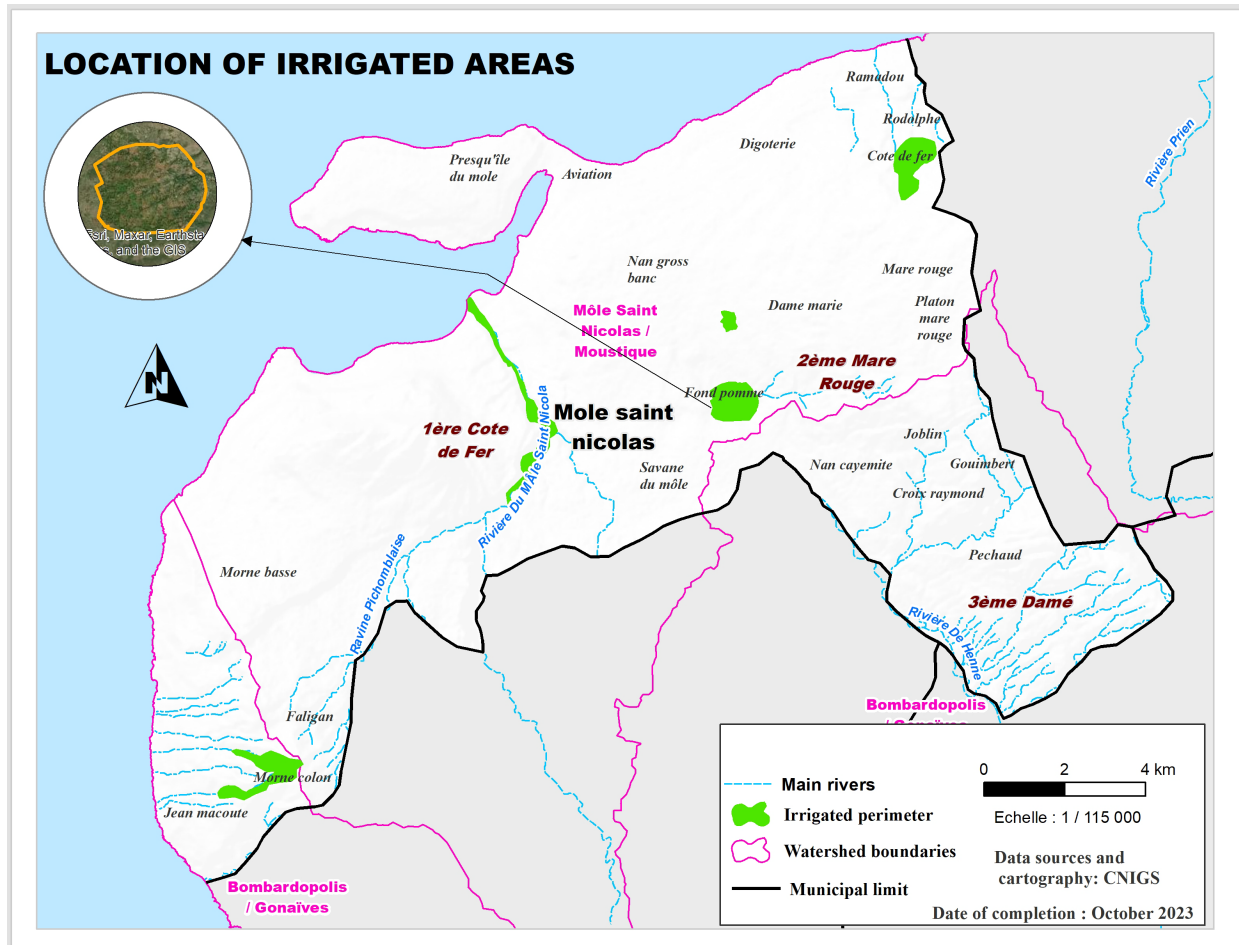 LOCATION OF IRRIGATED AREAS
Ramadou
Rodolphe
Digoterie
Cote de fer
Presqu'île
du mole
Aviation
Rivière Prien
Esri, Maxar, Earthsta
and the GIS
Nan gross
banc
Mare rouge
Dame marie
Platon
mare
rouge
Môle Saint
Nicolas /
Moustique
2ème Mare
Rouge
Fond pomme
N
Mole saint
nicolas
1ère Cote
de Fer
Rivière Du MÂle Saint Nicola
Joblin
Nan cayemite
Gouimbert
Savane
du môle
Croix raymond
Pechaud
Morne basse
Ravine Pichomblaise
3ème Damé
Rivière De Henne
Bombardopolis
/ Gonaïves
Faligan
Morne colon
Jean macoute
Bombardopolis
/ Gonaïves
Main rivers
Irrigated perimeter
Watershed boundaries
Municipal limit
0 2 4 km
Echelle : 1 / 115 000
Data sources and
cartography: CNIGS
Date of completion : October 2023